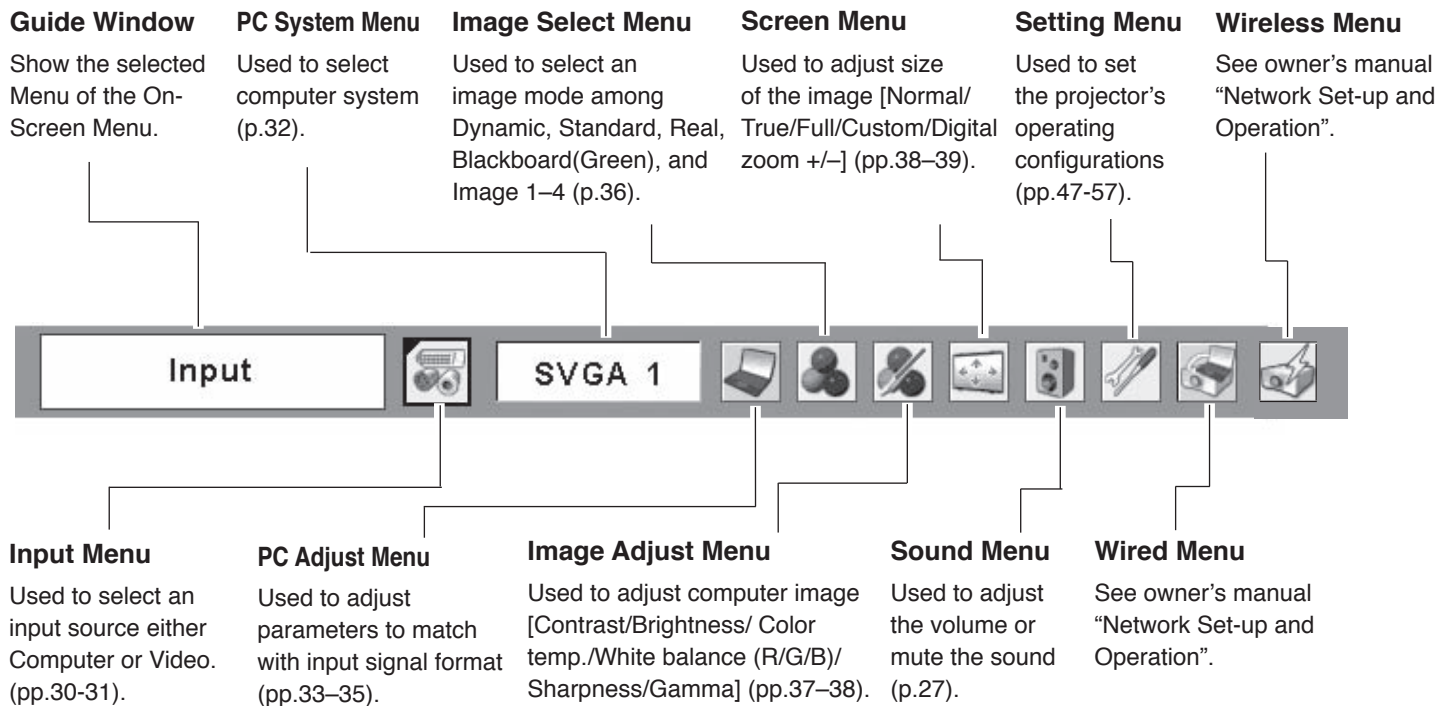 Guide Window
Show the selected
Menu of the On-
Screen Menu.
PC System Menu
Used to select
computer system
(p.32).
Image Select Menu
Used to select an
image mode among
Dynamic, Standard, Real,
Blackboard(Green), and
Image 1–4 (p.36).
Screen Menu
Used to adjust size
of the image [Normal/
True/Full/Custom/Digital
zoom +/–] (pp.38–39).
Setting Menu
Used to set
the projector's
operating
configurations
(pp.47-57).
Wireless Menu
See owner's manual
“Network Set-up and
Operation”.
Input
SVGA 1
Input Menu
Used to select an
input source either
Computer or Video.
(pp.30-31).
PC Adjust Menu
Used to adjust
parameters to match
with input signal format
(pp.33–35).
Image Adjust Menu
Used to adjust computer image
[Contrast/Brightness/ Color
temp./White balance (R/G/B)/
Sharpness/Gamma] (pp.37–38).
Sound Menu
Used to adjust
the volume or
mute the sound
(p.27).
Wired Menu
See owner's manual
“Network Set-up and
Operation”.